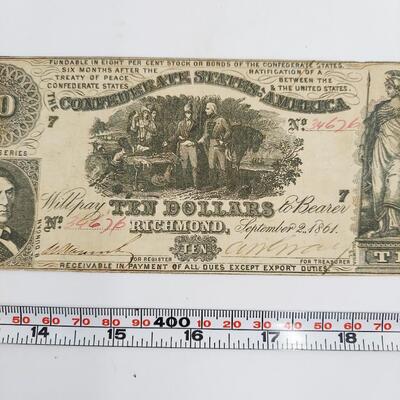 FUNDABLE IN EIGHT PER CENT STOCK OR BONDS OF THE CONFEDERATE STATES.
SIX MONTHS AFTER THE RATIFICATION OF A
TREATY OF PEACE BETWEEN THE
CONFEDERATE STATES & THE UNITED STATES.
THE CONFEDERATE STATES OF AMERICA
7 No. 34676
SERIES
Will pay TEN DOLLARS to Bearer 7
No. 34676 RICHMOND, September 2, 1861.
B. DUNCAN
FOR REGISTER TEN FOR TREASURER
RECEIVABLE IN PAYMENT OF ALL DUES EXCEPT EXPORT DUTIES.
50 60 70 80 90 400 10 20 30 40 50 60 70
14 15 16 17 18